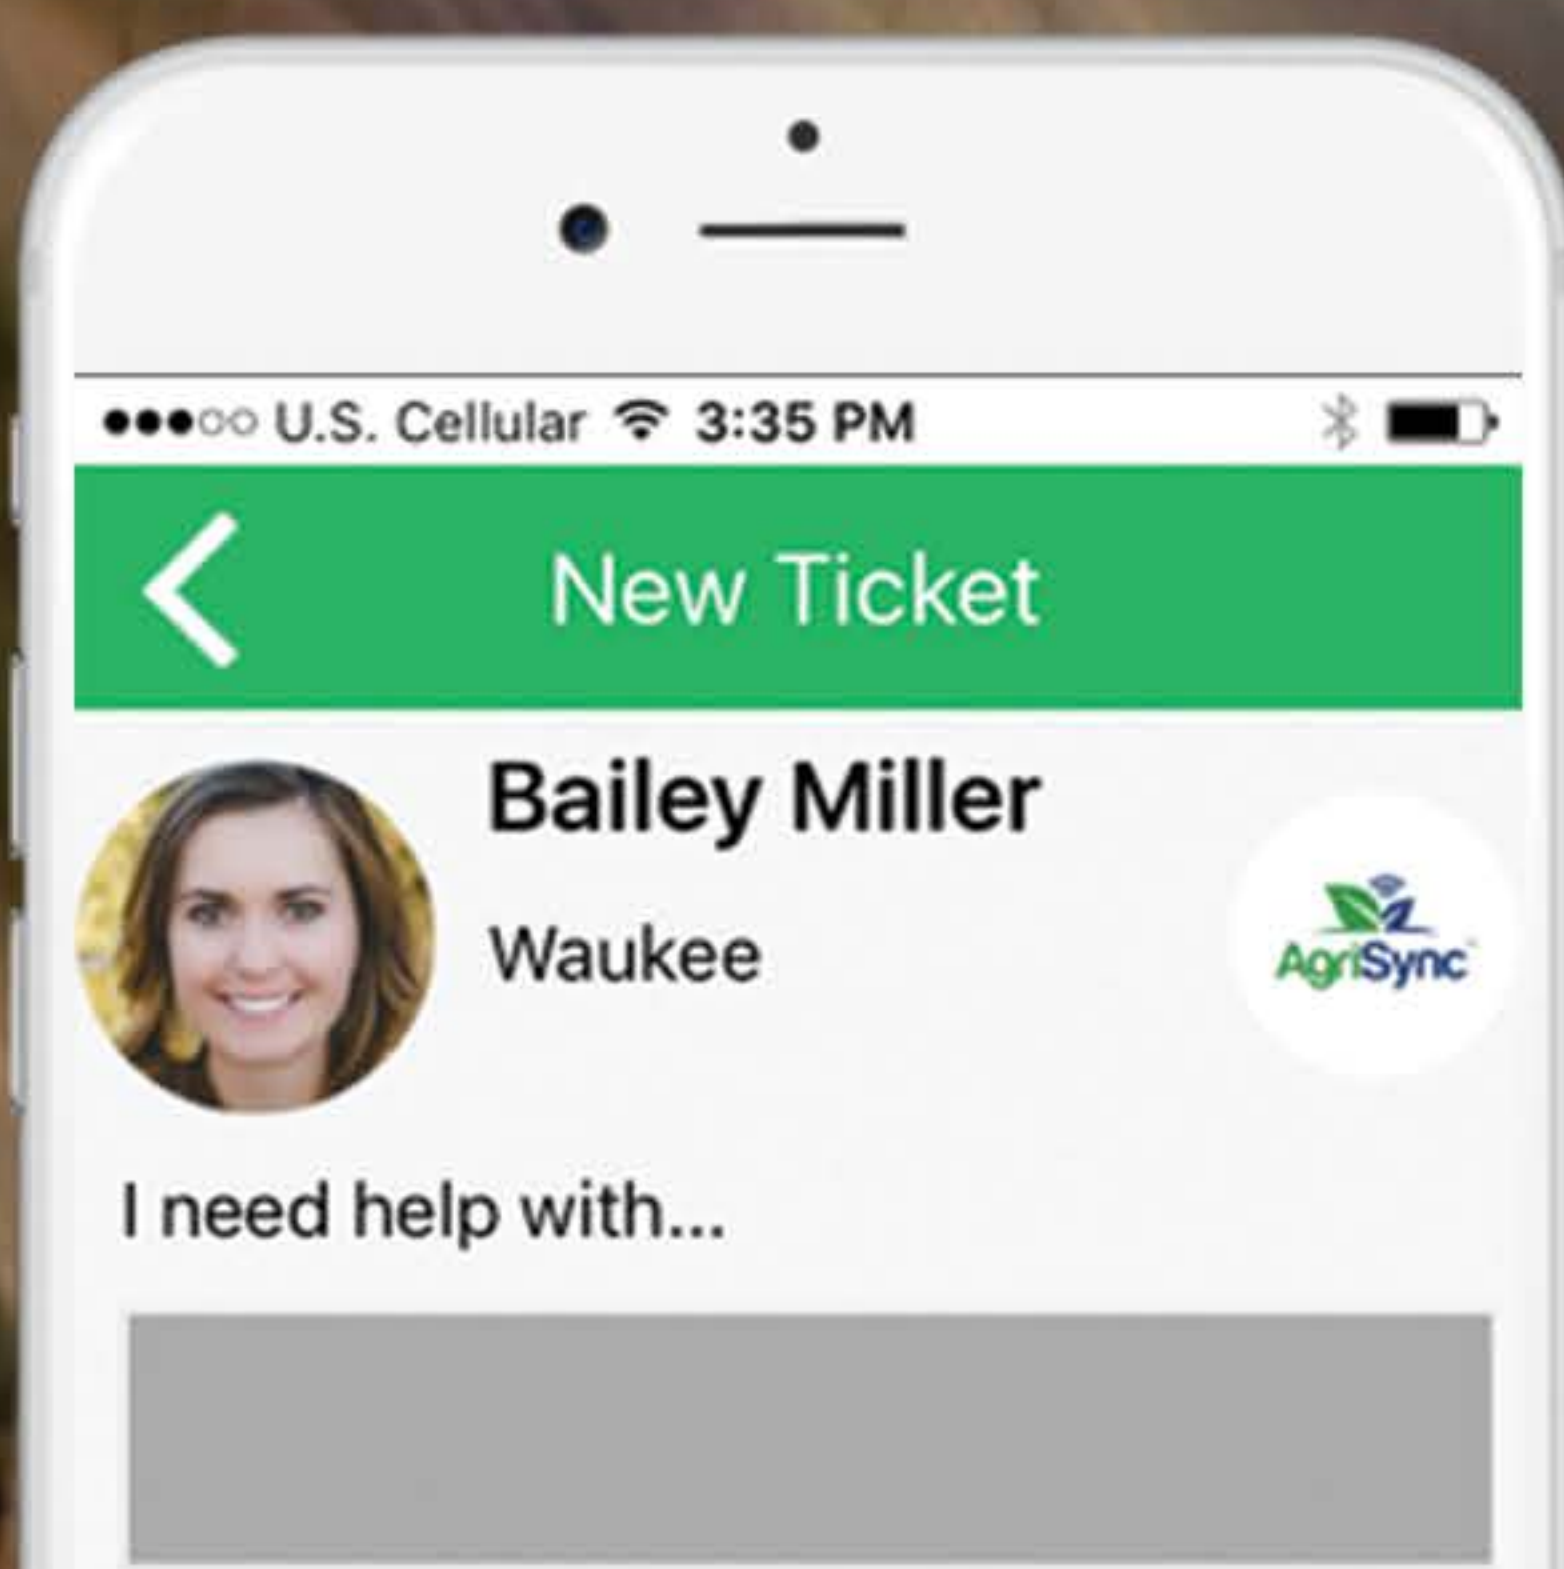 U.S. Cellular 3:35 PM
New Ticket
Bailey Miller
Waukee
AgriSync
I need help with...